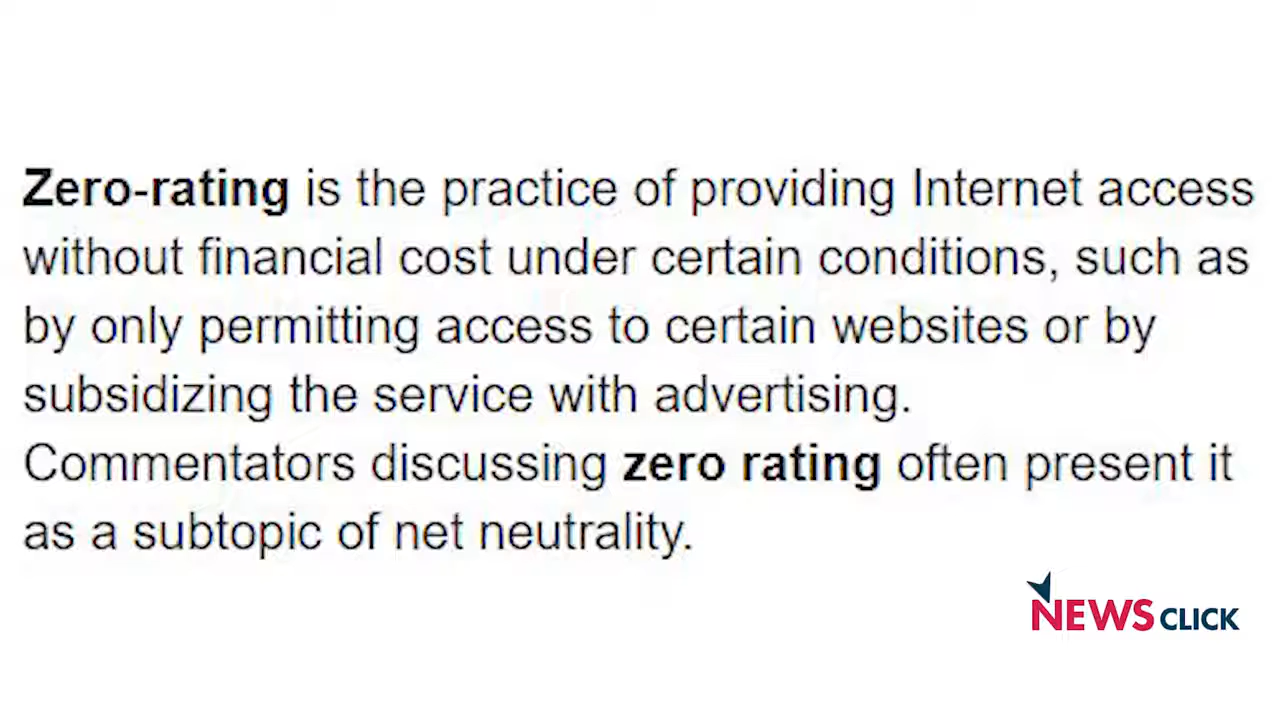 Zero-rating is the practice of providing Internet access
without financial cost under certain conditions, such as
by only permitting access to certain websites or by
subsidizing the service with advertising.
Commentators discussing zero rating often present it
as a subtopic of net neutrality.
NEWS CLICK